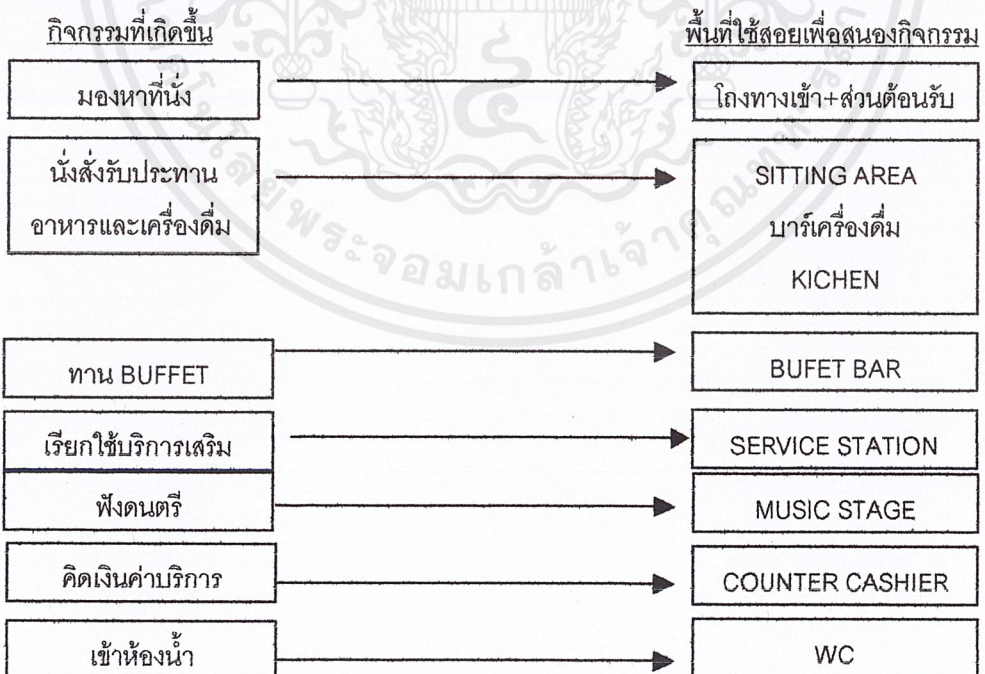 กิจกรรมที่เกิดขึ้น
พื้นที่ใช้สอยเพื่อสนองกิจกรรม
มองหาที่นั่ง
โถงทางเข้า+ส่วนต้อนรับ
นั่งสั่งรับประทาน
อาหารและเครื่องดื่ม
SITTING AREA
บาร์เครื่องดื่ม
KICHEN
ทาน BUFFET
BUFET BAR
เรียกใช้บริการเสริม
SERVICE STATION
ฟังดนตรี
MUSIC STAGE
คิดเงินค่าบริการ
COUNTER CASHIER
เข้าห้องน้ำ
WC